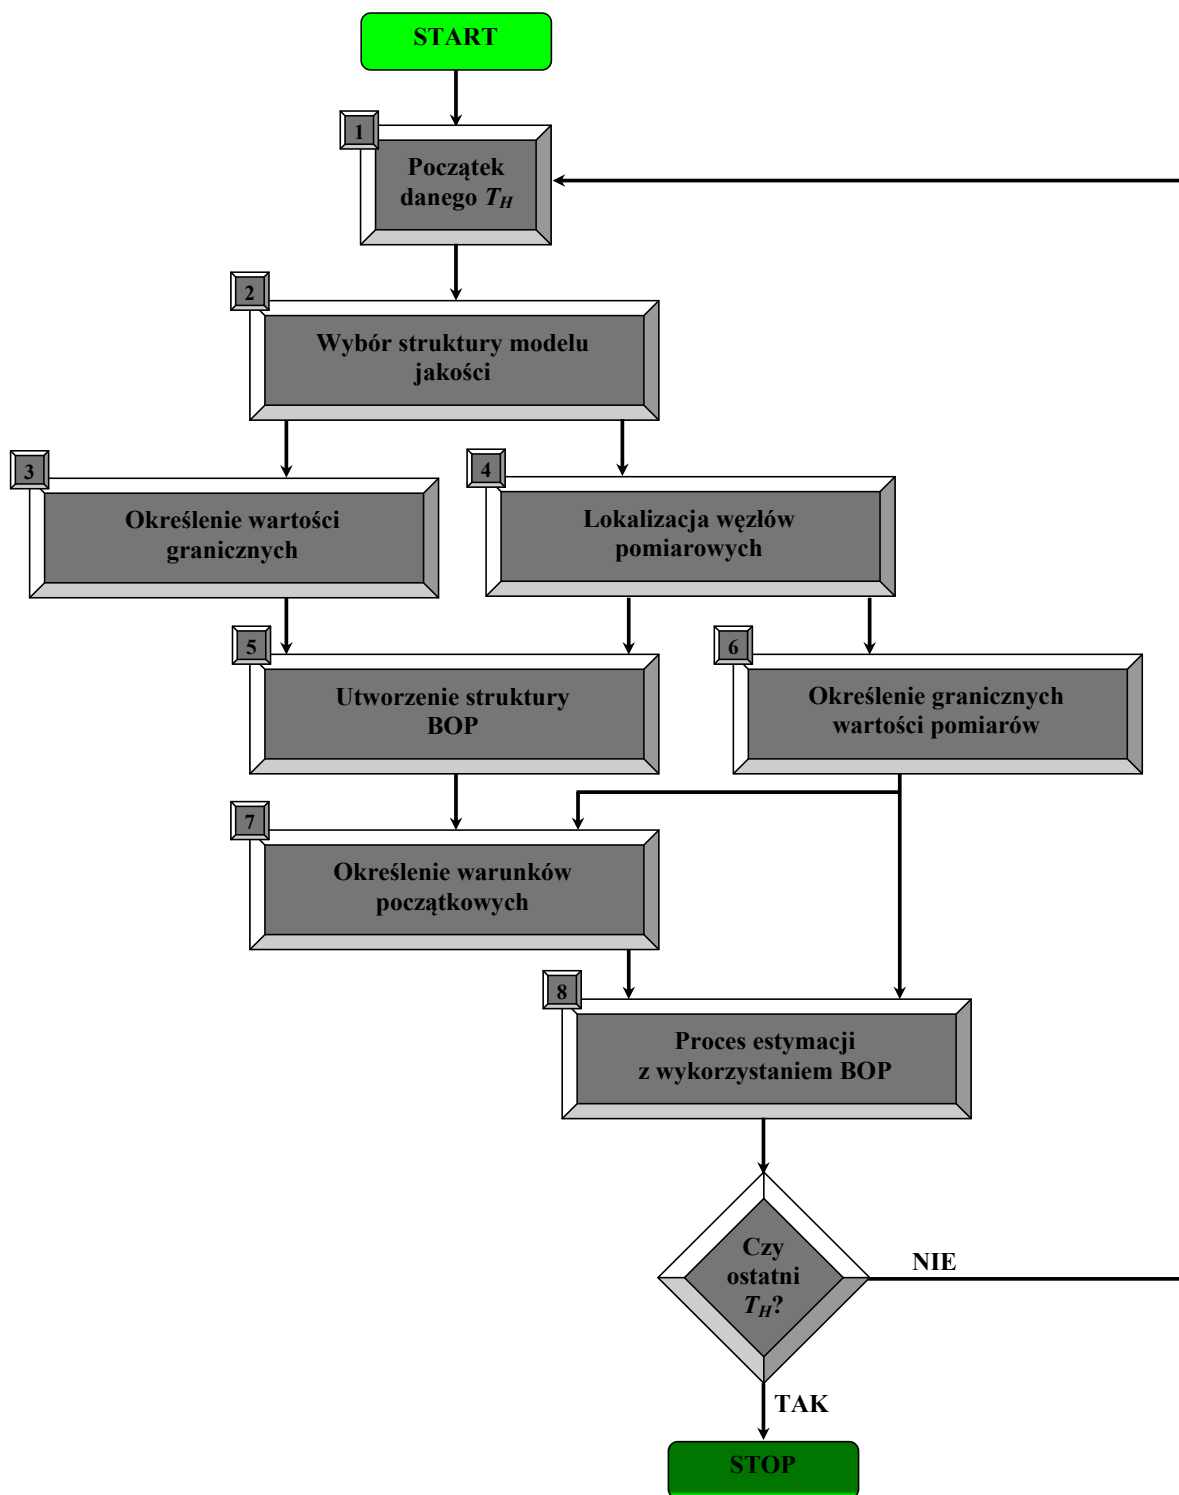 START
1
Początek
danego T_H
2
Wybór struktury modelu
jakości
3
Określenie wartości
granicznych
4
Lokalizacja węzłów
pomiarowych
5
Utworzenie struktury
BOP
6
Określenie granicznych
wartości pomiarów
7
Określenie warunków
początkowych
8
Proces estymacji
z wykorzystaniem BOP
Czy
ostatni
T_H?
NIE
TAK
STOP